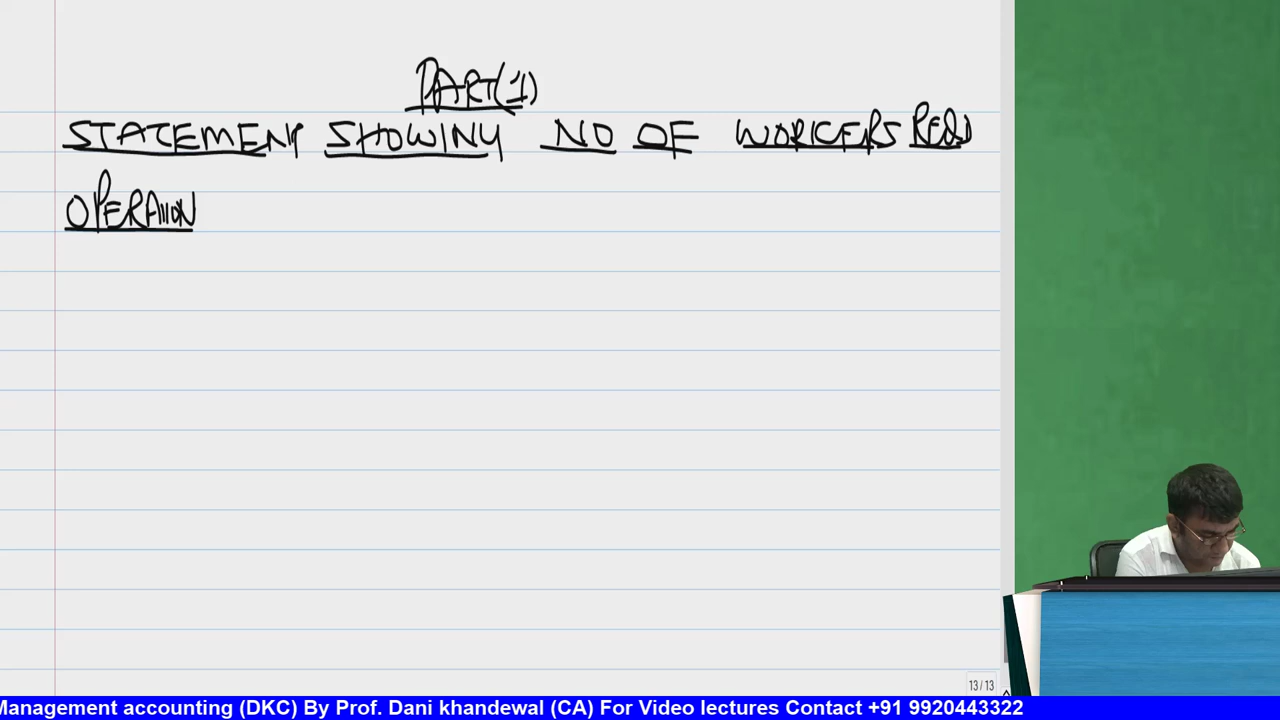 PART(1)
STATEMENT SHOWING NO OF WORKERS REQD
OPERATION
13/13
Management accounting (DKC) By Prof. Dani khandewal (CA) For Video lectures Contact +91 9920443322